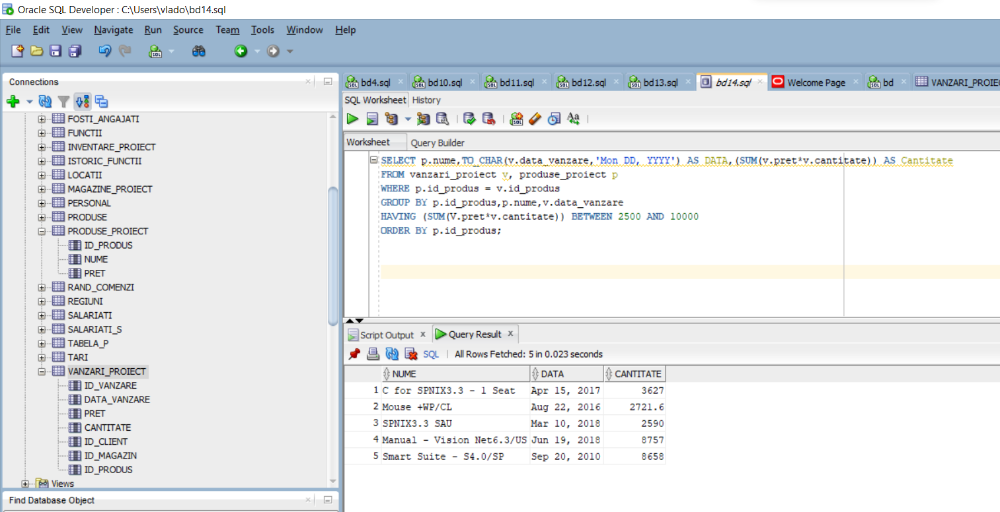 Oracle SQL Developer : C:\Users\vlado\bd14.sql
File Edit View Navigate Run Source Team Tools Window Help
Connections
FOSTI_ANGAJATI
FUNCTII
INVENTARE_PROIECT
ISTORIC_FUNCTII
LOCATII
MAGAZINE_PROIECT
PERSONAL
PRODUSE
PRODUSE_PROIECT
ID_PRODUS
NUME
PRET
RAND_COMENZI
REGIUNI
SALARIATI
SALARIATI_S
TABELA_P
TARI
VANZARI_PROIECT
ID_VANZARE
DATA_VANZARE
PRET
CANTITATE
ID_CLIENT
ID_MAGAZIN
ID_PRODUS
Views
Find Database Object
bd4.sql bd10.sql bd11.sql bd12.sql bd13.sql bd14.sql Welcome Page bd VANZARI_PROIEC
SQL Worksheet History
Worksheet Query Builder
SELECT p.nume,TO_CHAR(v.data_vanzare,'Mon DD, YYYY') AS DATA,(SUM(v.pret*v.cantitate)) AS Cantitate
FROM vanzari_proiect v, produse_proiect p
WHERE p.id_produs = v.id_produs
GROUP BY p.id_produs,p.nume,v.data_vanzare
HAVING (SUM(V.pret*v.cantitate)) BETWEEN 2500 AND 10000
ORDER BY p.id_produs;
Script Output Query Result
SQL All Rows Fetched: 5 in 0.023 seconds
NUME DATA CANTITATE
1 C for SPNIX3.3 - 1 Seat Apr 15, 2017 3627
2 Mouse +WP/CL Aug 22, 2016 2721.6
3 SPNIX3.3 SAU Mar 10, 2018 2590
4 Manual - Vision Net6.3/US Jun 19, 2018 8757
5 Smart Suite - S4.0/SP Sep 20, 2010 8658